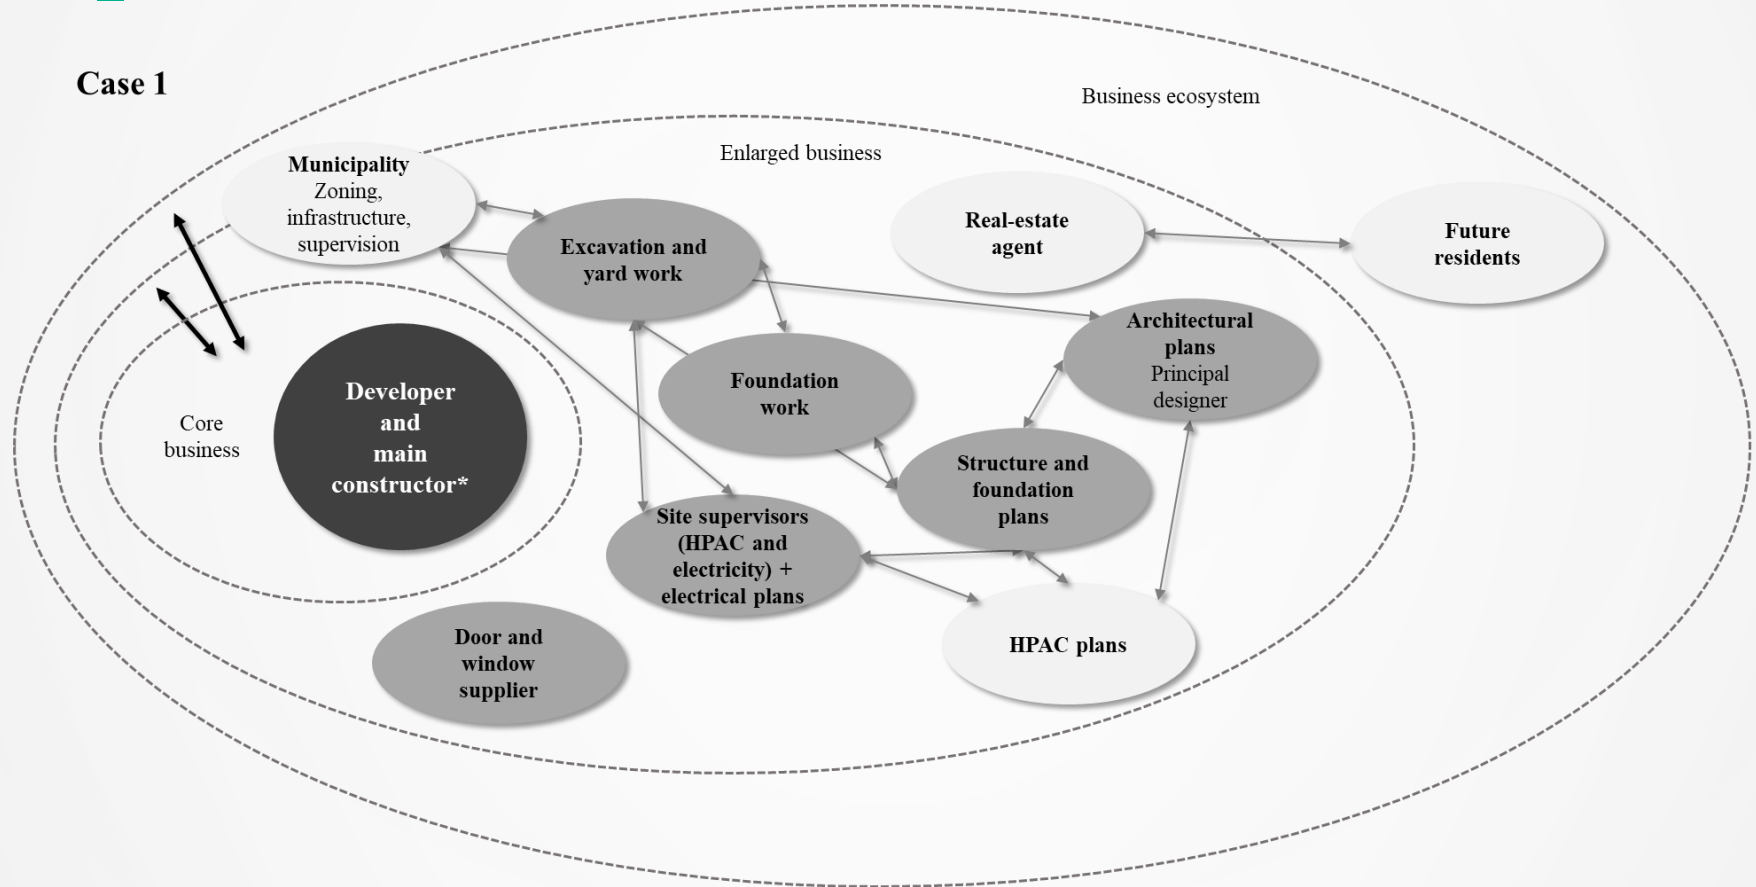 Case 1
Business ecosystem
Enlarged business
Municipality
Zoning,
infrastructure,
supervision
Excavation and
yard work
Real-estate
agent
Future
residents
Architectural
plans
Principal
designer
Foundation
work
Developer
and
main
constructor*
Core
business
Structure and
foundation
plans
Site supervisors
(HPAC and
electricity) +
electrical plans
Door and
window
supplier
HPAC plans